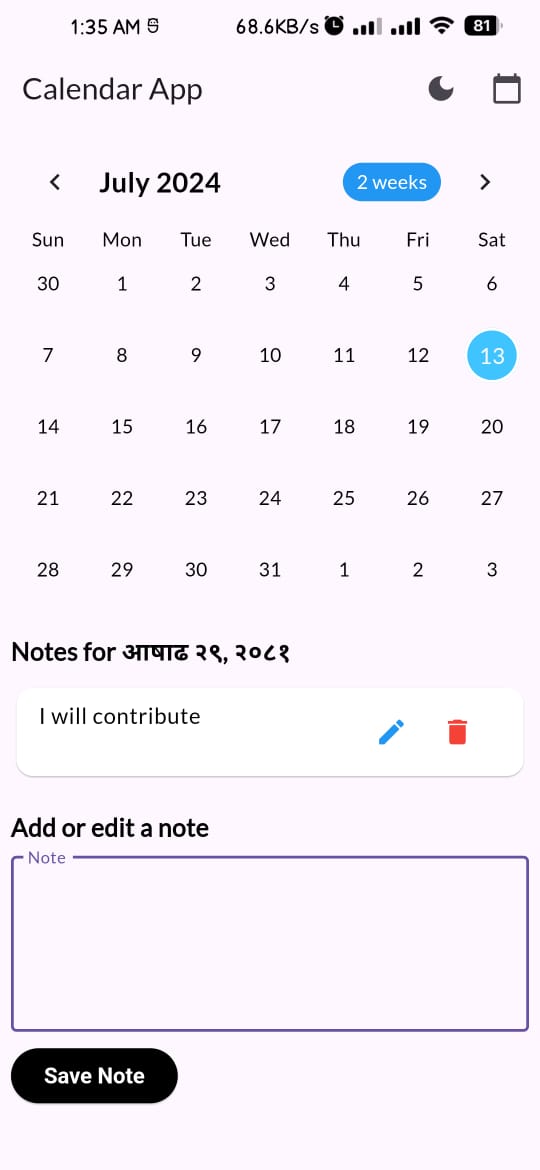 1:35 AM
68.6KB/s 81
Calendar App
July 2024 2 weeks
Sun Mon Tue Wed Thu Fri Sat
30 1 2 3 4 5 6
7 8 9 10 11 12 13
14 15 16 17 18 19 20
21 22 23 24 25 26 27
28 29 30 31 1 2 3
Notes for आषाढ २९, २०८१
I will contribute
Add or edit a note
Note
Save Note